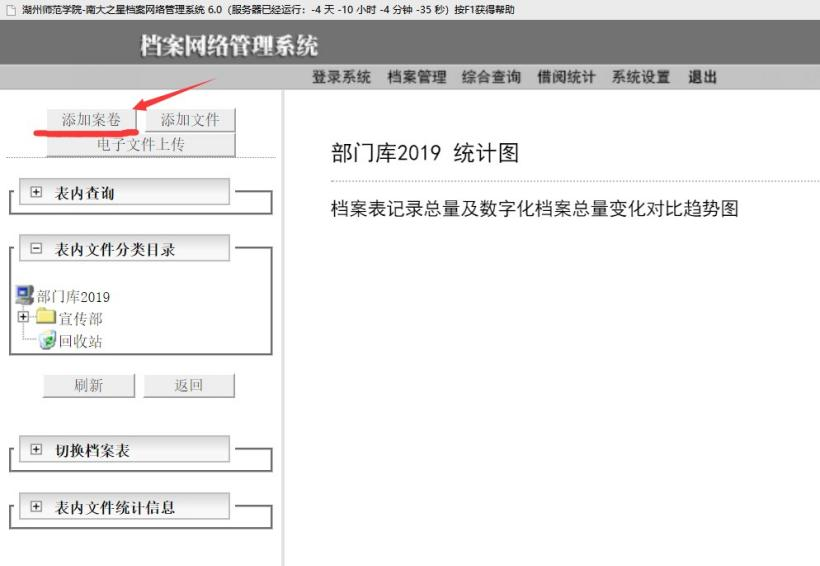 湖州师范学院-南大之星档案网络管理系统 6.0（服务器已经运行：-4 天 -10 小时 -4 分钟 -35 秒）按F1获得帮助
档案网络管理系统
登录系统 档案管理 综合查询 借阅统计 系统设置 退出
添加案卷 添加文件
电子文件上传
表内查询
表内文件分类目录
部门库2019
宣传部
回收站
刷新 返回
切换档案表
表内文件统计信息
部门库2019 统计图
档案表记录总量及数字化档案总量变化对比趋势图